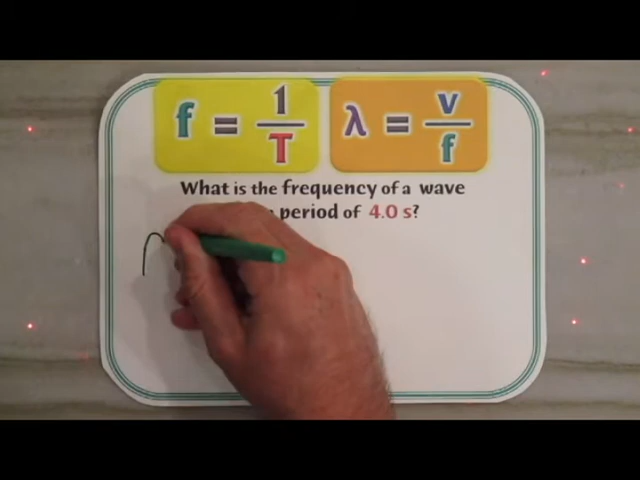 f = 1/T λ = v/f
What is the frequency of a wave
period of 4.0 s?